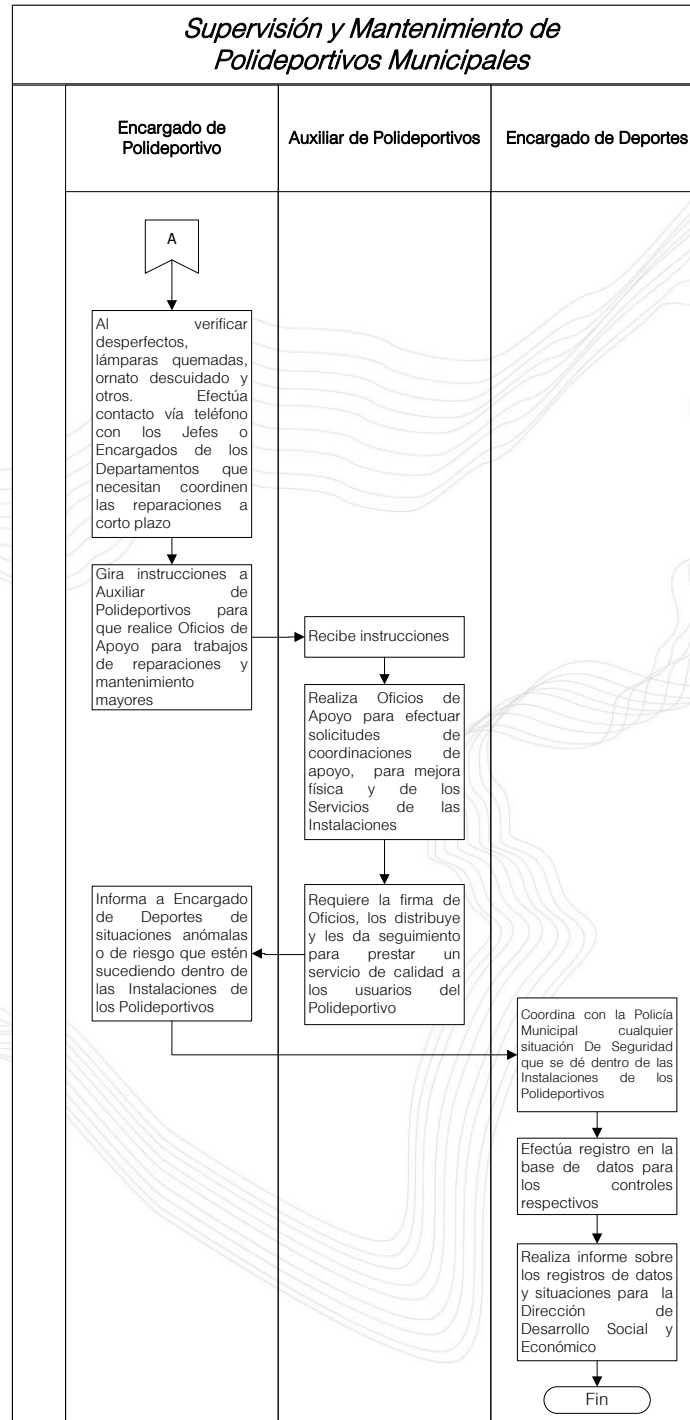 Supervisión y Mantenimiento de
Polideportivos Municipales
Encargado de
Polideportivo
Auxiliar de Polideportivos
Encargado de Deportes
A
Al verificar
desperfectos,
lámparas quemadas,
ornato descuidado y
otros. Efectúa
contacto vía teléfono
con los Jefes o
Encargados de los
Departamentos que
necesitan coordinen
las reparaciones a
corto plazo
Gira instrucciones a
Auxiliar de
Polideportivos para
que realice Oficios de
Apoyo para trabajos
de reparaciones y
mantenimiento
mayores
Recibe instrucciones
Realiza Oficios de
Apoyo para efectuar
solicitudes de
coordinaciones de
apoyo, para mejora
física y de los
Servicios de las
Instalaciones
Requiere la firma de
Oficios, los distribuye
y les da seguimiento
para prestar un
servicio de calidad a
los usuarios del
Polideportivo
Informa a Encargado
de Deportes de
situaciones anómalas
o de riesgo que estén
sucediendo dentro de
las Instalaciones de
los Polideportivos
Coordina con la Policía
Municipal cualquier
situación De Seguridad
que se dé dentro de las
Instalaciones de los
Polideportivos
Efectúa registro en la
base de datos para
los controles
respectivos
Realiza informe sobre
los registros de datos
y situaciones para la
Dirección de
Desarrollo Social y
Económico
Fin